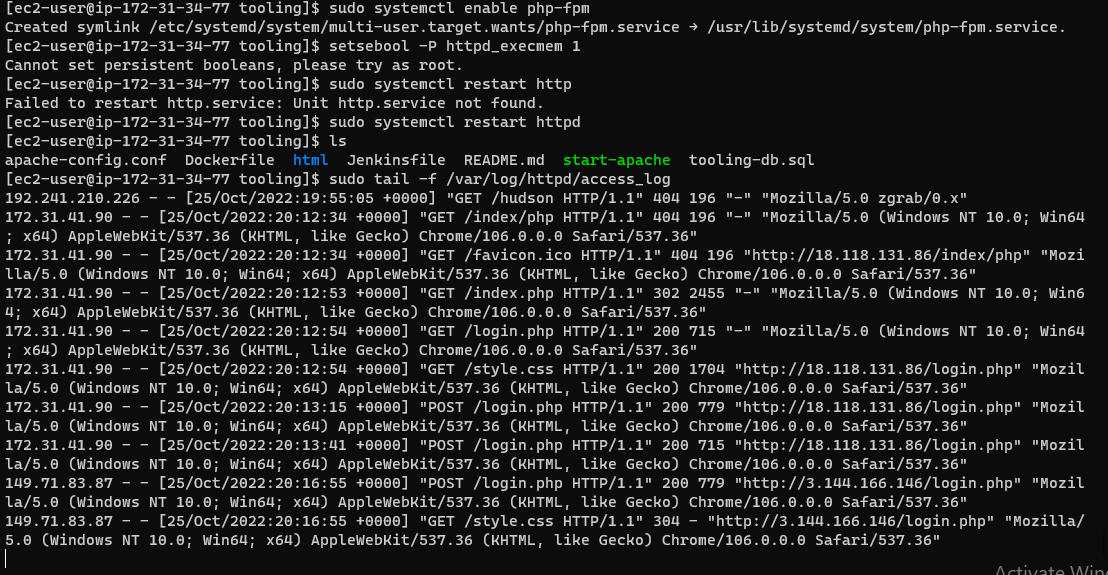 [ec2-user@ip-172-31-34-77 tooling]$ sudo systemctl enable php-fpm
Created symlink /etc/systemd/system/multi-user.target.wants/php-fpm.service → /usr/lib/systemd/system/php-fpm.service.
[ec2-user@ip-172-31-34-77 tooling]$ setsebool -P httpd_execmem 1
Cannot set persistent booleans, please try as root.
[ec2-user@ip-172-31-34-77 tooling]$ sudo systemctl restart http
Failed to restart http.service: Unit http.service not found.
[ec2-user@ip-172-31-34-77 tooling]$ sudo systemctl restart httpd
[ec2-user@ip-172-31-34-77 tooling]$ ls
apache-config.conf  Dockerfile  html  Jenkinsfile  README.md  start-apache  tooling-db.sql
[ec2-user@ip-172-31-34-77 tooling]$ sudo tail -f /var/log/httpd/access_log
192.241.210.226 - - [25/Oct/2022:19:55:05 +0000] "GET /hudson HTTP/1.1" 404 196 "-" "Mozilla/5.0 zgrab/0.x"
172.31.41.90 - - [25/Oct/2022:20:12:34 +0000] "GET /index/php HTTP/1.1" 404 196 "-" "Mozilla/5.0 (Windows NT 10.0; Win64
; x64) AppleWebKit/537.36 (KHTML, like Gecko) Chrome/106.0.0.0 Safari/537.36"
172.31.41.90 - - [25/Oct/2022:20:12:34 +0000] "GET /favicon.ico HTTP/1.1" 404 196 "http://18.118.131.86/index/php" "Mozi
lla/5.0 (Windows NT 10.0; Win64; x64) AppleWebKit/537.36 (KHTML, like Gecko) Chrome/106.0.0.0 Safari/537.36"
172.31.41.90 - - [25/Oct/2022:20:12:53 +0000] "GET /index.php HTTP/1.1" 302 2455 "-" "Mozilla/5.0 (Windows NT 10.0; Win6
4; x64) AppleWebKit/537.36 (KHTML, like Gecko) Chrome/106.0.0.0 Safari/537.36"
172.31.41.90 - - [25/Oct/2022:20:12:54 +0000] "GET /login.php HTTP/1.1" 200 715 "-" "Mozilla/5.0 (Windows NT 10.0; Win64
; x64) AppleWebKit/537.36 (KHTML, like Gecko) Chrome/106.0.0.0 Safari/537.36"
172.31.41.90 - - [25/Oct/2022:20:12:54 +0000] "GET /style.css HTTP/1.1" 200 1704 "http://18.118.131.86/login.php" "Mozil
la/5.0 (Windows NT 10.0; Win64; x64) AppleWebKit/537.36 (KHTML, like Gecko) Chrome/106.0.0.0 Safari/537.36"
172.31.41.90 - - [25/Oct/2022:20:13:15 +0000] "POST /login.php HTTP/1.1" 200 779 "http://18.118.131.86/login.php" "Mozil
la/5.0 (Windows NT 10.0; Win64; x64) AppleWebKit/537.36 (KHTML, like Gecko) Chrome/106.0.0.0 Safari/537.36"
172.31.41.90 - - [25/Oct/2022:20:13:41 +0000] "POST /login.php HTTP/1.1" 200 715 "http://18.118.131.86/login.php" "Mozil
la/5.0 (Windows NT 10.0; Win64; x64) AppleWebKit/537.36 (KHTML, like Gecko) Chrome/106.0.0.0 Safari/537.36"
149.71.83.87 - - [25/Oct/2022:20:16:55 +0000] "POST /login.php HTTP/1.1" 200 779 "http://3.144.166.146/login.php" "Mozil
la/5.0 (Windows NT 10.0; Win64; x64) AppleWebKit/537.36 (KHTML, like Gecko) Chrome/106.0.0.0 Safari/537.36"
149.71.83.87 - - [25/Oct/2022:20:16:55 +0000] "GET /style.css HTTP/1.1" 304 - "http://3.144.166.146/login.php" "Mozilla/
5.0 (Windows NT 10.0; Win64; x64) AppleWebKit/537.36 (KHTML, like Gecko) Chrome/106.0.0.0 Safari/537.36"
Activate